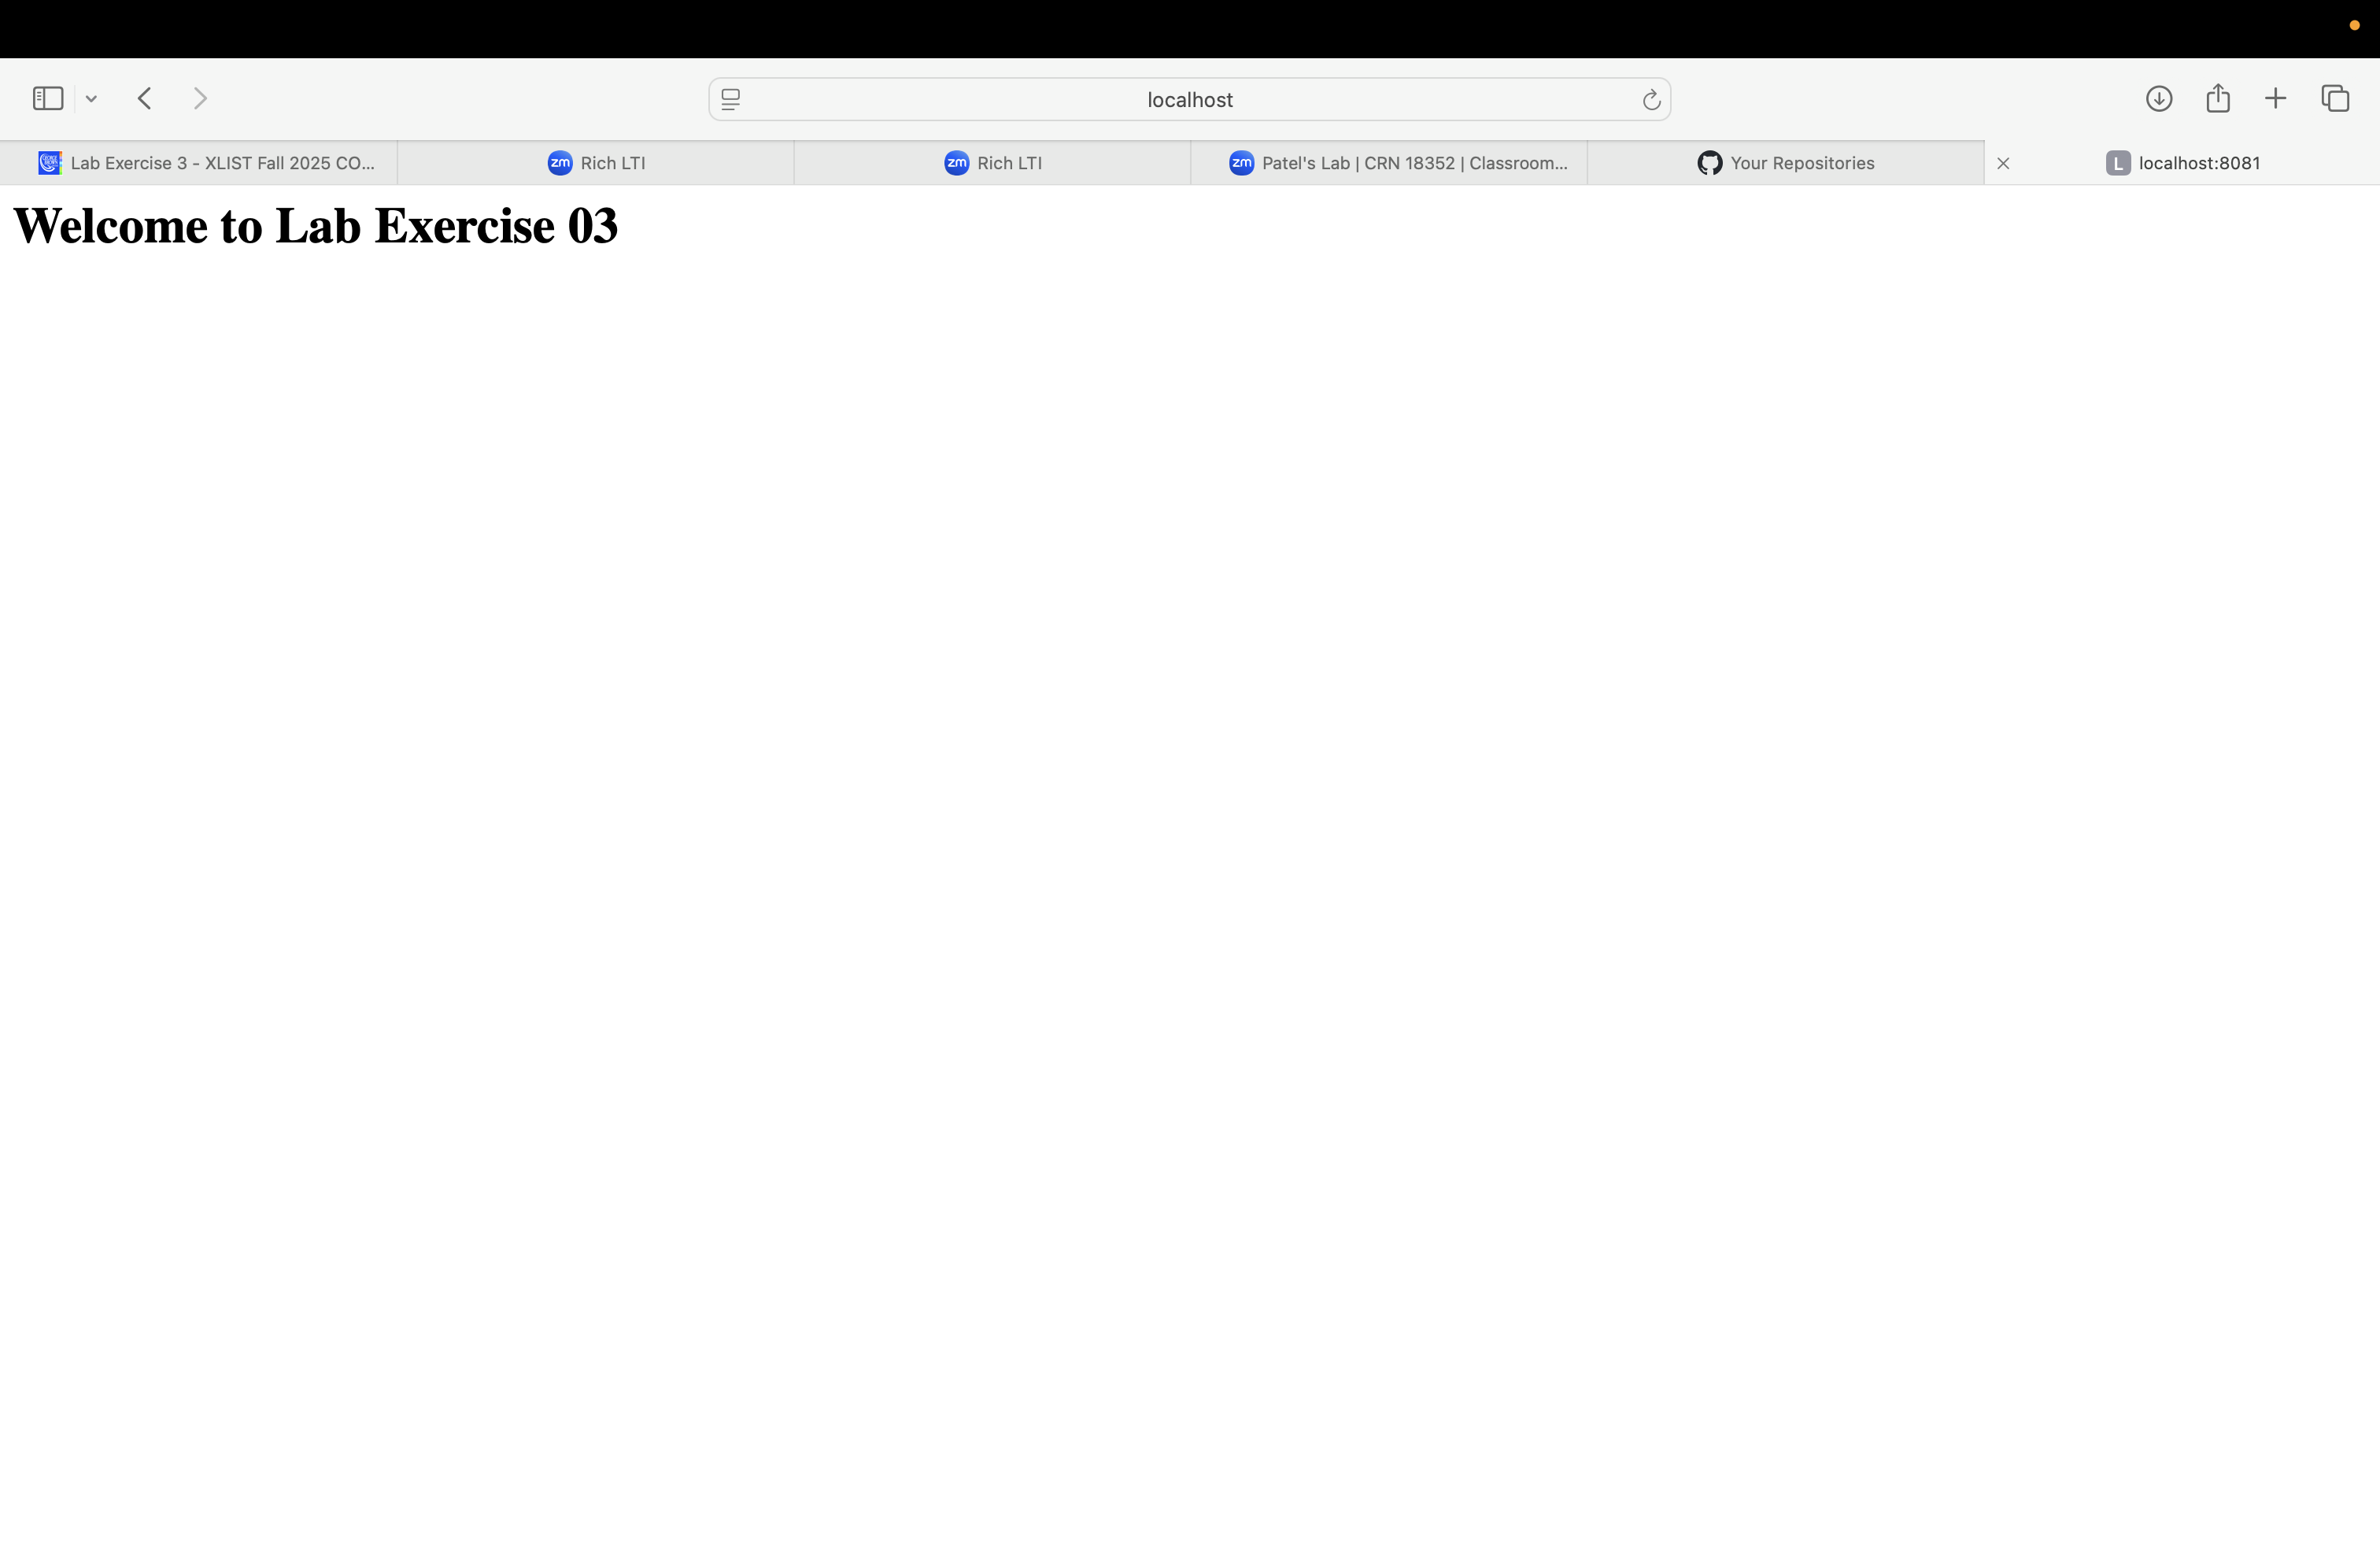 localhost
Lab Exercise 3 - XLIST Fall 2025 CO...
zm Rich LTI
zm Rich LTI
zm Patel's Lab | CRN 18352 | Classroom...
Your Repositories
L localhost:8081
Welcome to Lab Exercise 03